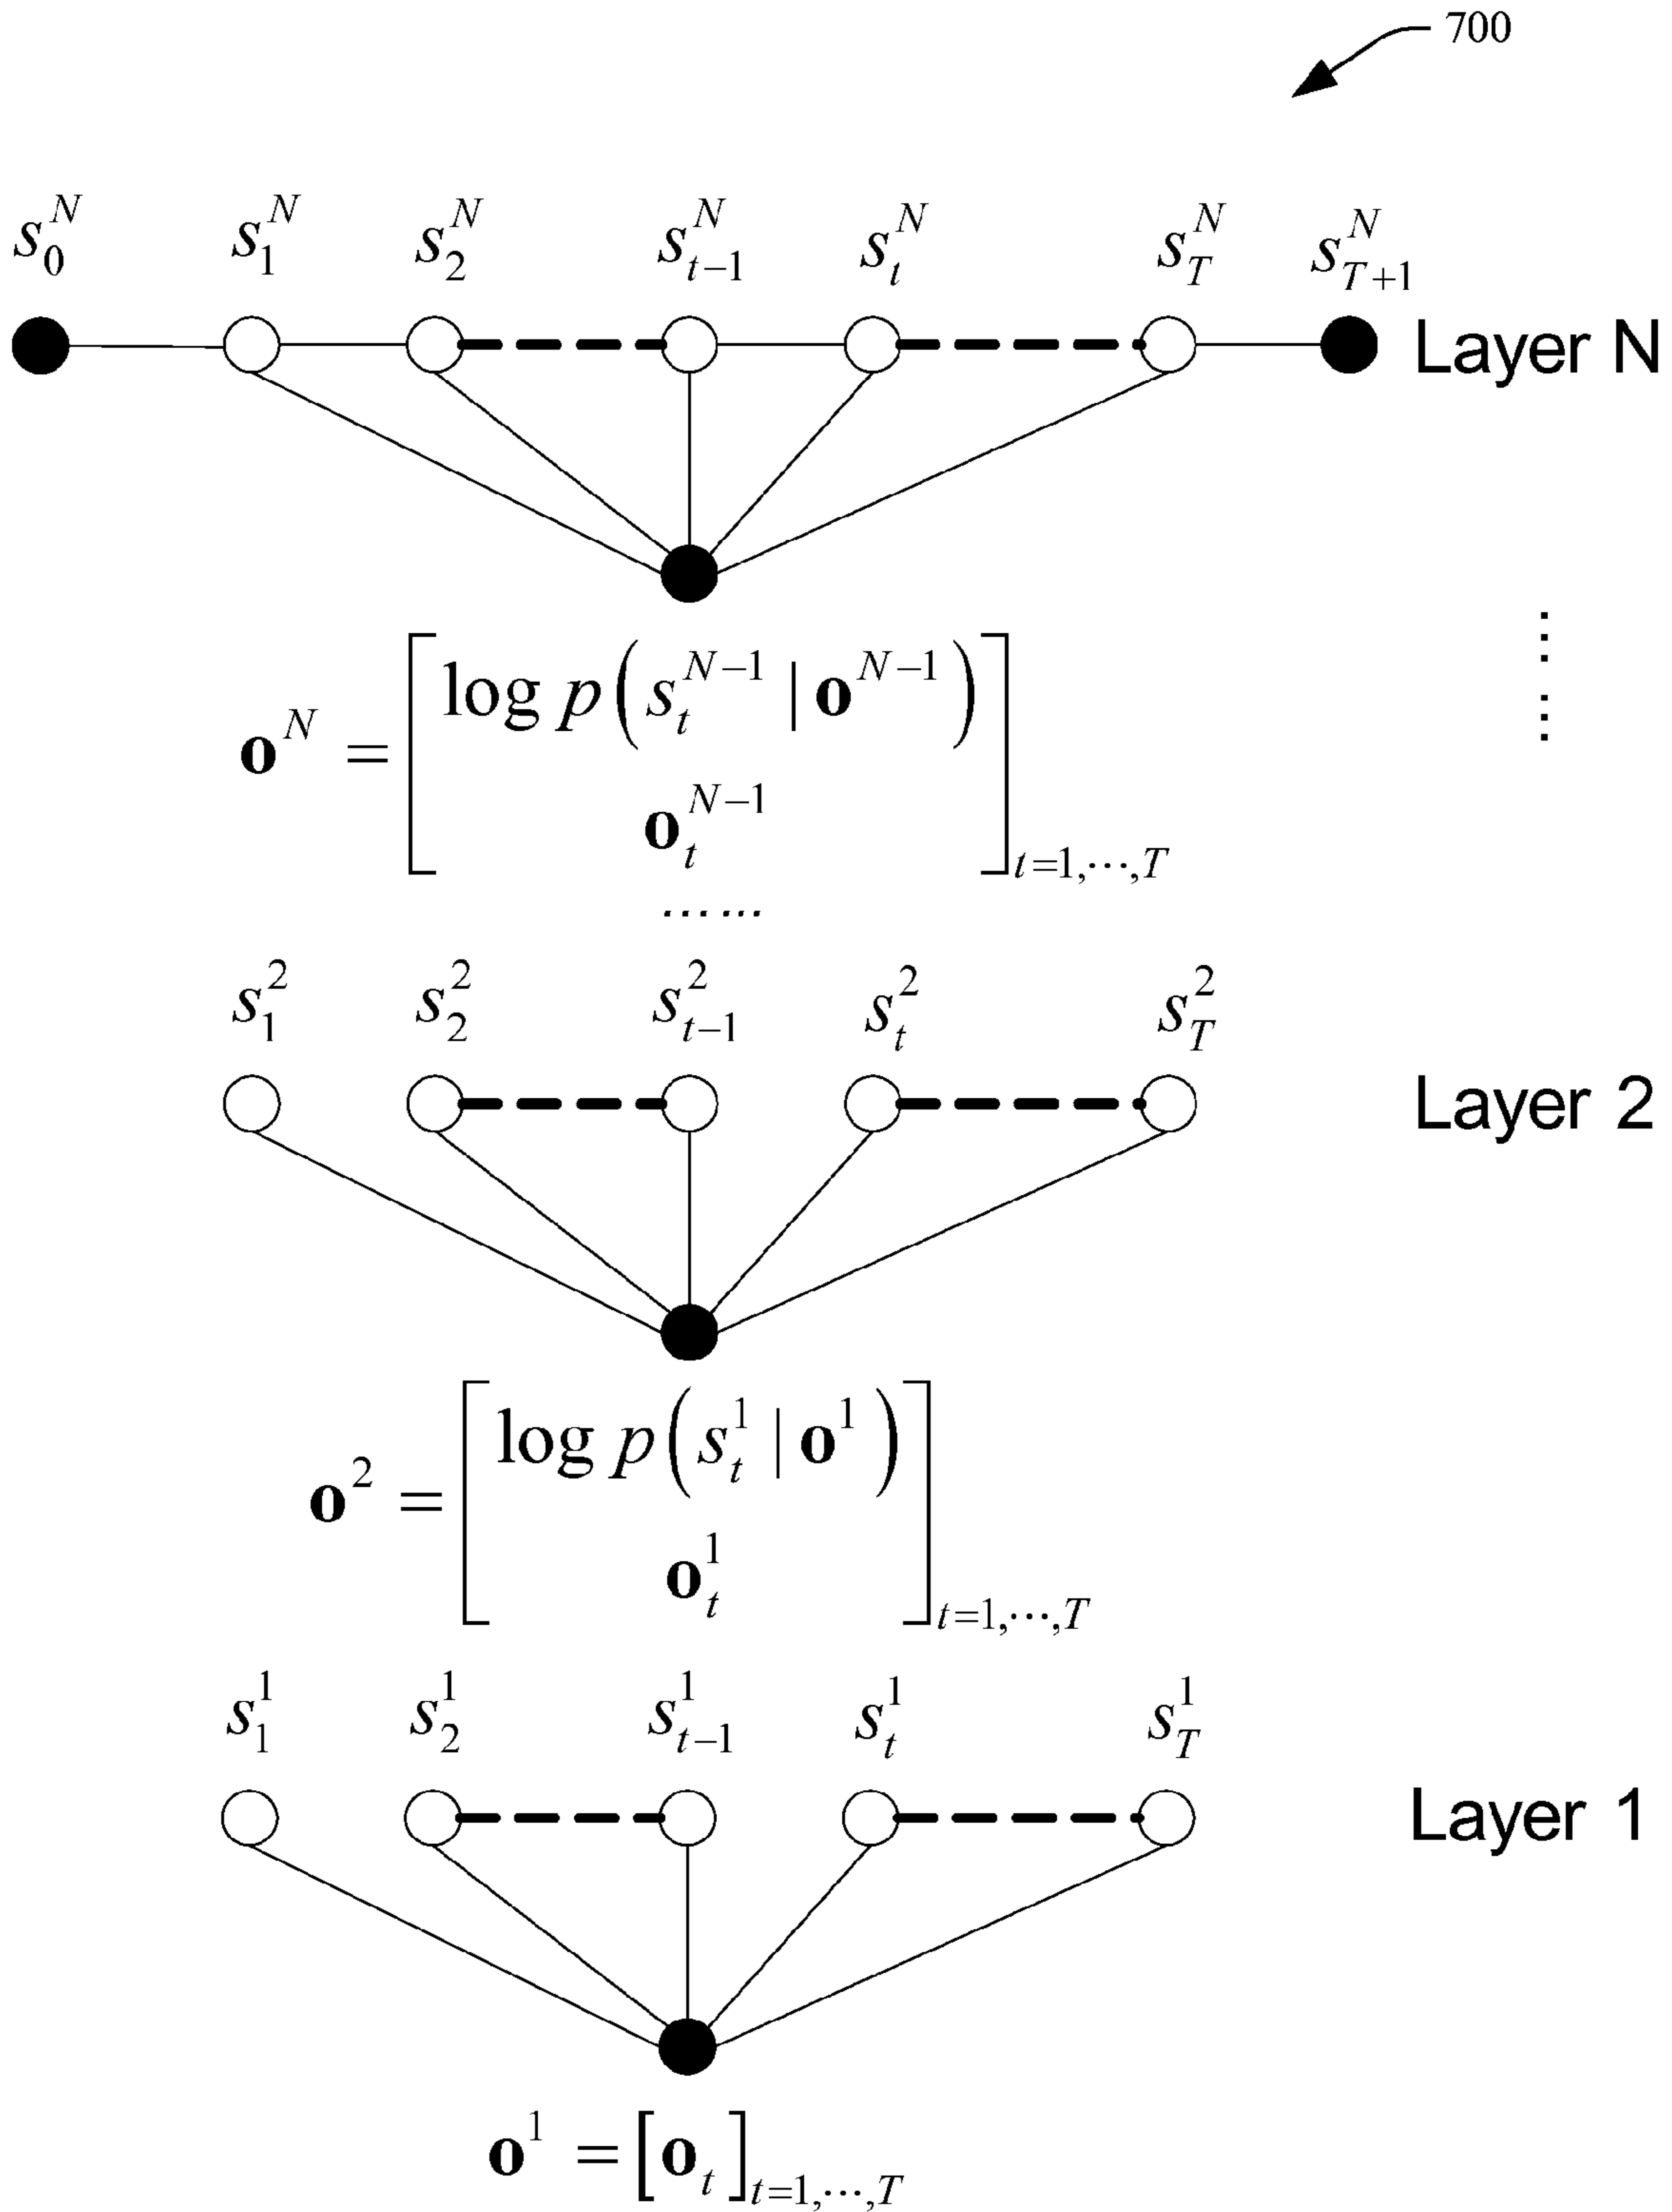 700
s_0^N s_1^N s_2^N s_{t-1}^N s_t^N s_T^N s_{T+1}^N
Layer N
o^N = [ log p(s_t^{N-1} | o^{N-1})
o_t^{N-1} ]_{t=1,⋯,T}
……
s_1^2 s_2^2 s_{t-1}^2 s_t^2 s_T^2
Layer 2
o^2 = [ log p(s_t^1 | o^1)
o_t^1 ]_{t=1,⋯,T}
s_1^1 s_2^1 s_{t-1}^1 s_t^1 s_T^1
Layer 1
o^1 = [o_t]_{t=1,⋯,T}